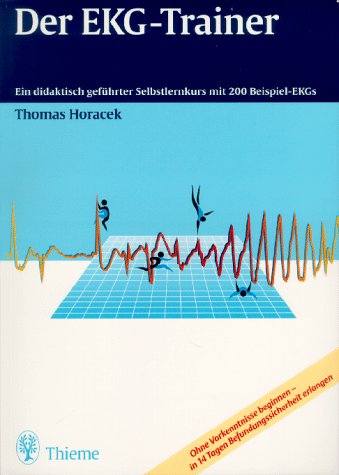 Der EKG-Trainer
Ein didaktisch geführter Selbstlernkurs mit 200 Beispiel-EKGs
Thomas Horacek
Ohne Vorkenntnisse beginnen –
in 14 Tagen Befundungssicherheit erlangen
Thieme